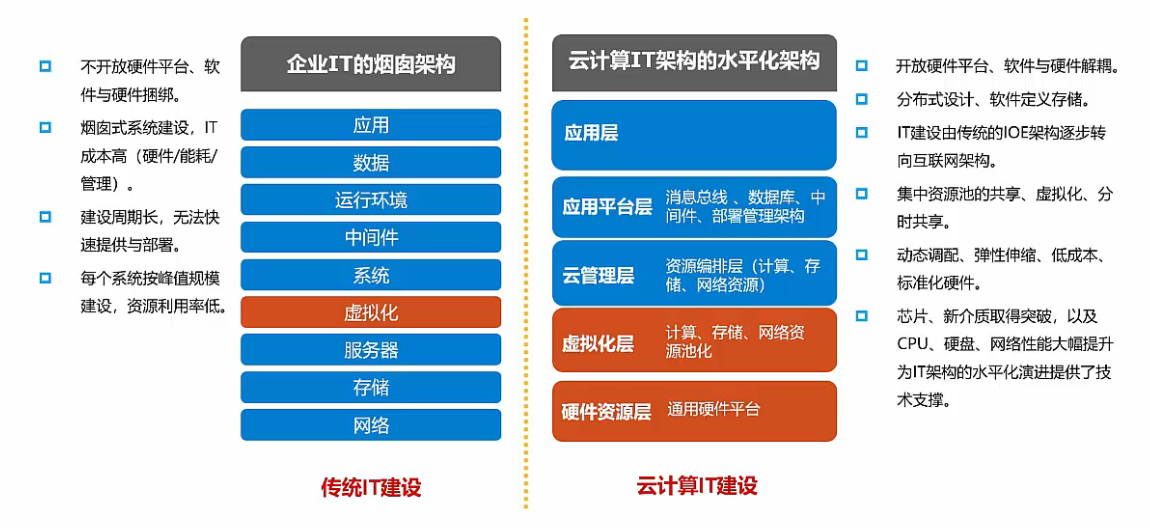 企业IT的烟囱架构
不开放硬件平台、软
件与硬件捆绑。
烟囱式系统建设，IT
成本高（硬件/能耗/
管理）。
建设周期长，无法快
速提供与部署。
每个系统按峰值规模
建设，资源利用率低。
应用
数据
运行环境
中间件
系统
虚拟化
服务器
存储
网络
传统IT建设
云计算IT架构的水平化架构
应用层
应用平台层
消息总线 、数据库、中
间件、部署管理架构
云管理层
资源编排层（计算、存
储、网络资源）
虚拟化层
计算、存储、网络资
源池化
硬件资源层
通用硬件平台
云计算IT建设
开放硬件平台、软件与硬件解耦。
分布式设计、软件定义存储。
IT建设由传统的IOE架构逐步转
向互联网架构。
集中资源池的共享、虚拟化、分
时共享。
动态调配、弹性伸缩、低成本、
标准化硬件。
芯片、新介质取得突破，以及
CPU、硬盘、网络性能大幅提升
为IT架构的水平化演进提供了技
术支撑。